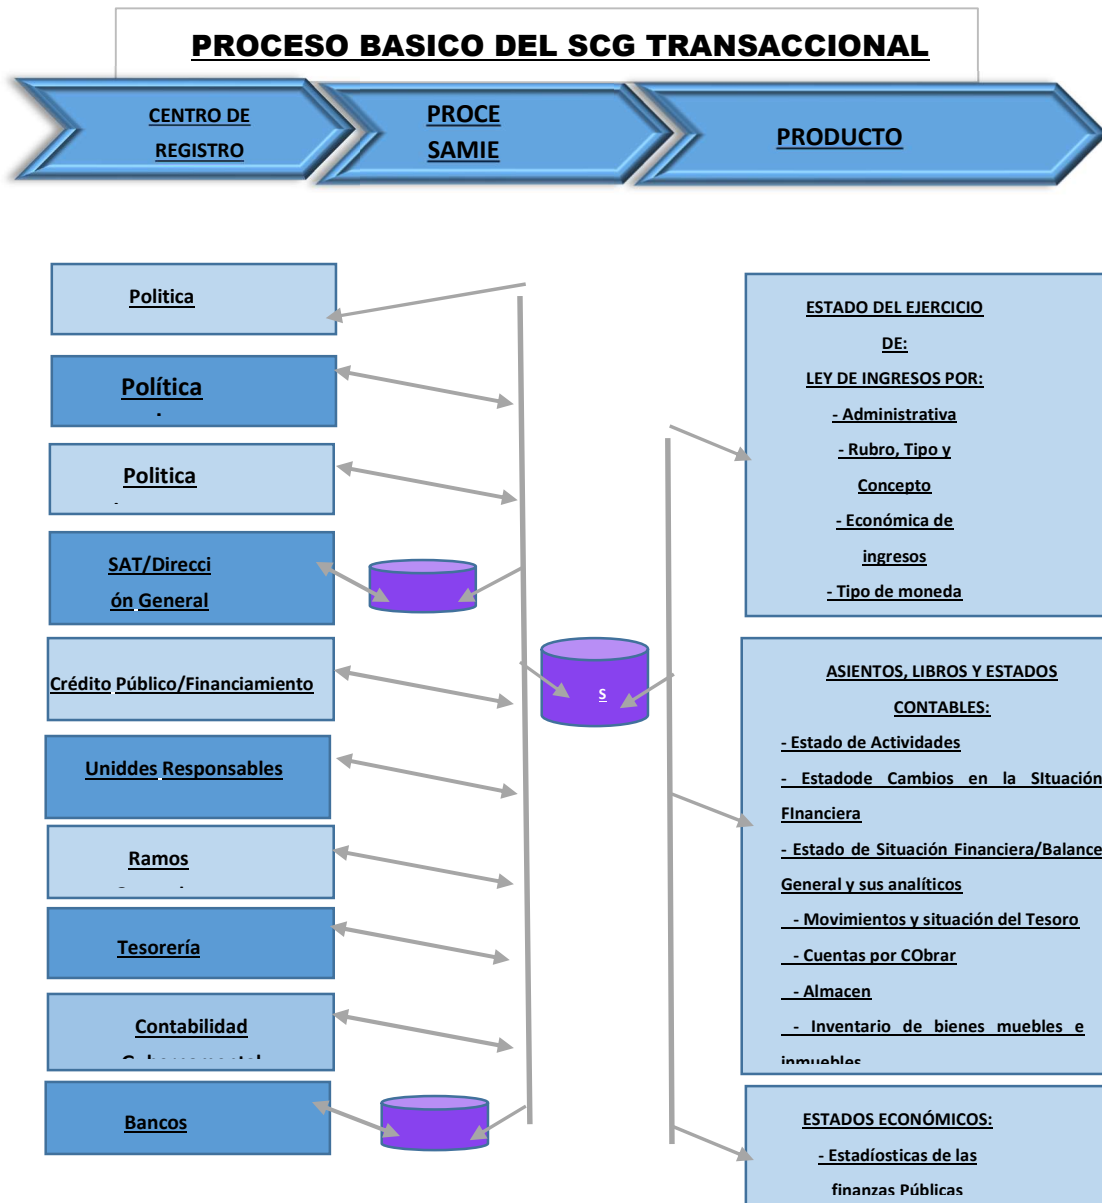 PROCESO BASICO DEL SCG TRANSACCIONAL
CENTRO DE
REGISTRO
PROCE
SAMIE
PRODUCTO
Politica
Política
Politica
SAT/Direcci
ón General
Crédito Público/Financiamiento
Uniddes Responsables
Ramos
Tesorería
Contabilidad
Gubernamental
Bancos
S
ESTADO DEL EJERCICIO
DE:
LEY DE INGRESOS POR:
- Administrativa
- Rubro, Tipo y
Concepto
- Económica de
ingresos
- Tipo de moneda
ASIENTOS, LIBROS Y ESTADOS
CONTABLES:
- Estado de Actividades
- Estadode Cambios en la SItuación
FInanciera
- Estado de Situación Financiera/Balance
General y sus analíticos
- Movimientos y situación del Tesoro
- Cuentas por CObrar
- Almacen
- Inventario de bienes muebles e
inmuebles
ESTADOS ECONÓMICOS:
- Estadíosticas de las
finanzas Públicas